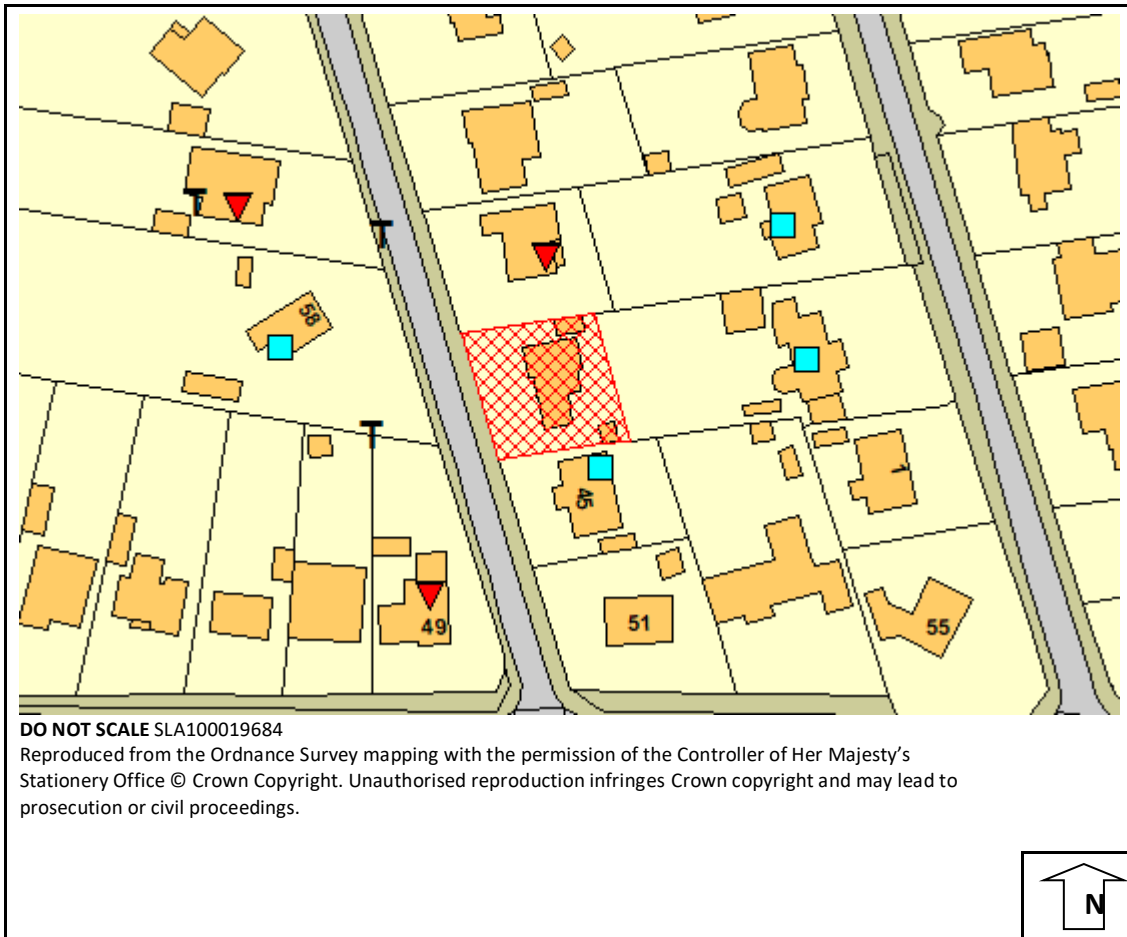 T
T
58
T
45
1
49
51
55
DO NOT SCALE SLA100019684
Reproduced from the Ordnance Survey mapping with the permission of the Controller of Her Majesty’s
Stationery Office © Crown Copyright. Unauthorised reproduction infringes Crown copyright and may lead to
prosecution or civil proceedings.
N